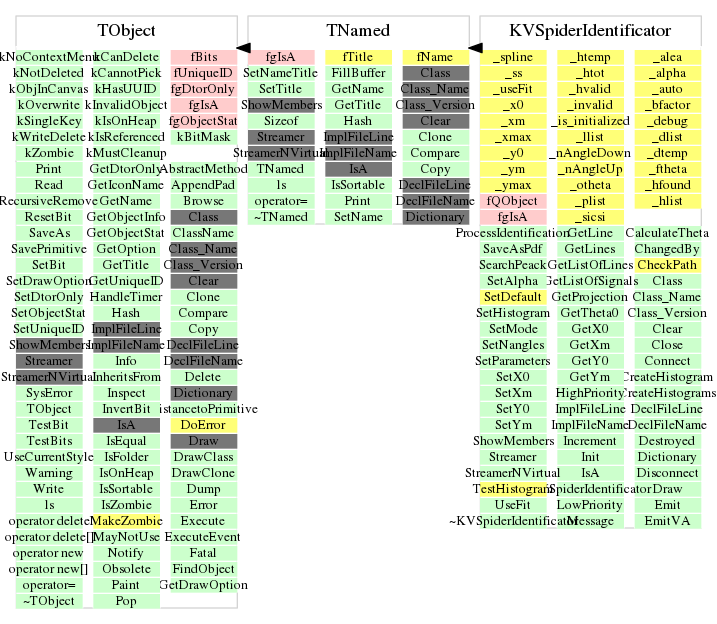 TObject
kNoContextMenu kCanDelete fBits
kNotDeleted kCannotPick fUniqueID
kObjInCanvas kHasUUID fgDtorOnly
kOverwrite kInvalidObject fgIsA
kSingleKey kIsOnHeap fgObjectStat
kWriteDelete kIsReferenced kBitMask
kZombie kMustCleanup
Print GetDtorOnly AbstractMethod
Read GetIconName AppendPad
RecursiveRemove GetName Browse
ResetBit GetObjectInfo Class
SaveAs GetObjectStat ClassName
SavePrimitive GetOption Class_Name
SetBit GetTitle Class_Version
SetDrawOption GetUniqueID Clear
SetDtorOnly HandleTimer Clone
SetObjectStat Hash Compare
SetUniqueID ImplFileLine Copy
ShowMembers ImplFileName DeclFileLine
Streamer Info DeclFileName
StreamerNVirtual InheritsFrom Delete
SysError Inspect Dictionary
TObject InvertBit istancetoPrimitive
TestBit IsA DoError
TestBits IsEqual Draw
UseCurrentStyle IsFolder DrawClass
Warning IsOnHeap DrawClone
Write IsSortable Dump
ls IsZombie Error
operator delete MakeZombie Execute
operator delete[] MayNotUse ExecuteEvent
operator new Notify Fatal
operator new[] Obsolete FindObject
operator= Paint GetDrawOption
~TObject Pop
TNamed
fgIsA fTitle fName
SetNameTitle FillBuffer Class
SetTitle GetName Class_Name
ShowMembers GetTitle Class_Version
Sizeof Hash Clear
Streamer ImplFileLine Clone
StreamerNVirtual ImplFileName Compare
TNamed IsA Copy
ls IsSortable DeclFileLine
operator= Print DeclFileName
~TNamed SetName Dictionary
KVSpiderIdentificator
_spline _htemp _alea
_ss _htot _alpha
_useFit _hvalid _auto
_x0 _invalid _bfactor
_xm _is_initialized _debug
_xmax _llist _dlist
_y0 _nAngleDown _dtemp
_ym _nAngleUp _ftheta
_ymax _otheta _hfound
fQObject _plist _hlist
fgIsA _sicsi
ProcessIdentification GetLine CalculateTheta
SaveAsPdf GetLines ChangedBy
SearchPeack GetListOfLines CheckPath
SetAlpha GetListOfSignals Class
SetDefault GetProjection Class_Name
SetHistogram GetTheta0 Class_Version
SetMode GetX0 Clear
SetNangles GetXm Close
SetParameters GetY0 Connect
SetX0 GetYm CreateHistogram
SetXm HighPriority CreateHistograms
SetY0 ImplFileLine DeclFileLine
SetYm ImplFileName DeclFileName
ShowMembers Increment Destroyed
Streamer Init Dictionary
StreamerNVirtual IsA Disconnect
TestHistogram SpiderIdentificator Draw
UseFit LowPriority Emit
~KVSpiderIdentificator Message EmitVA